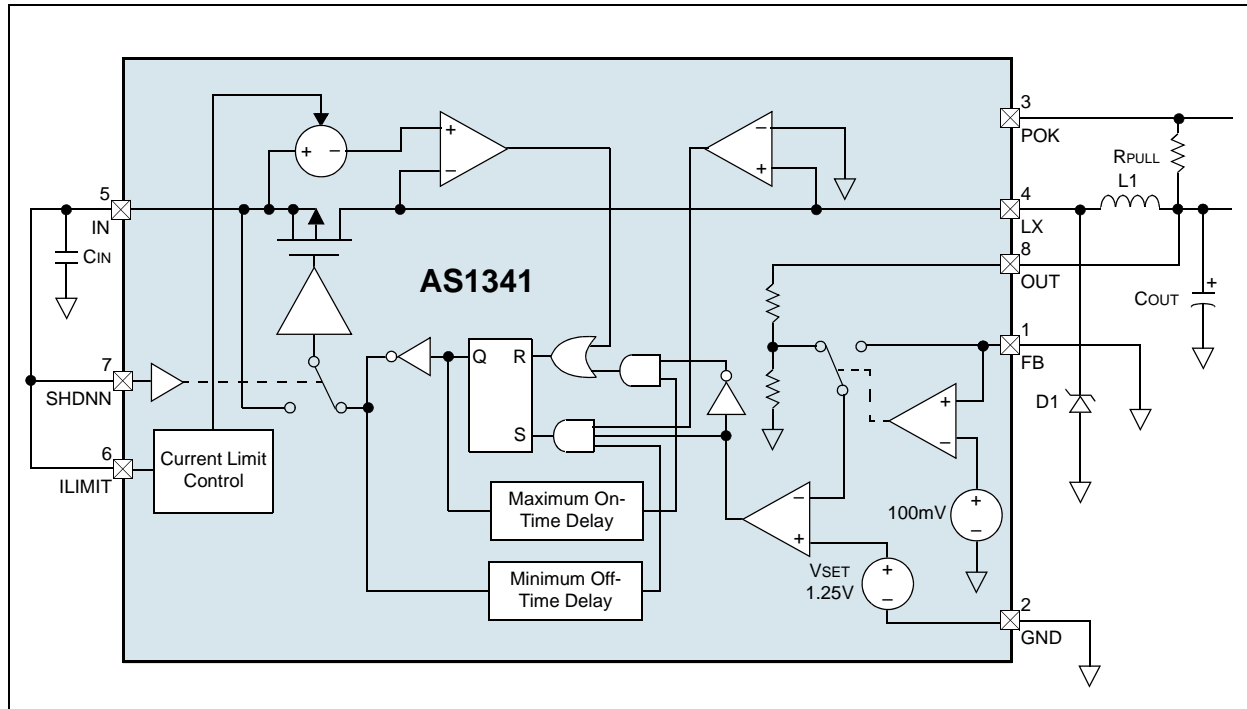 3
POK
RPULL
L1
5
IN
4
LX
CIN
AS1341
8
OUT
COUT
+
1
FB
7
SHDNN
Q
R
S
D1
6
ILIMIT
Current Limit
Control
Maximum On-
Time Delay
100mV
Minimum Off-
Time Delay
VSET
1.25V
2
GND
+
−
+
−
−
+
+
−
−
+
+
−
+
−